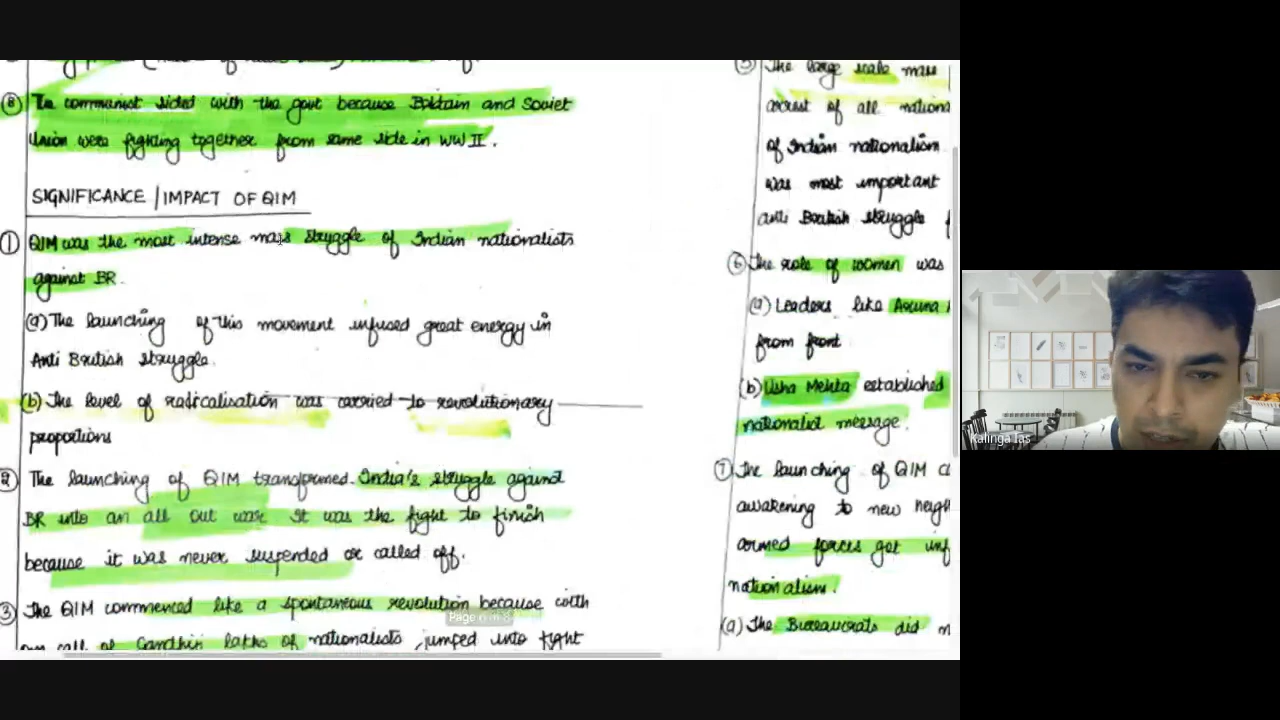 ⑧ The communist sided with the govt because Britain and Soviet
Union were fighting together from same side in WW II.
SIGNIFICANCE / IMPACT OF QIM
① QIM was the most intense mass struggle of Indian nationalists
against BR.
(a) The launching of this movement infused great energy in
Anti British struggle.
(b) The level of radicalisation was carried to revolutionary
proportions
② The launching of QIM transformed India's struggle against
BR into an all out war. It was the fight to finish
because it was never suspended or called off.
③ The QIM commenced like a spontaneous revolution because with
call of Gandhiji lakhs of nationalists jumped into fight
Page 6 of 8
⑤ The large scale mass
arrest of all nationa
of Indian nationalism
was most important
anti British struggle f
⑥ The role of women was
(a) Leaders like Aruna A
from front
(b) Usha Mehta established
nationalist message.
⑦ The launching of QIM c
awakening to new heigh
armed forces got inf
nationalism.
(a) The Bureaucrats did n
Kalinga Ias